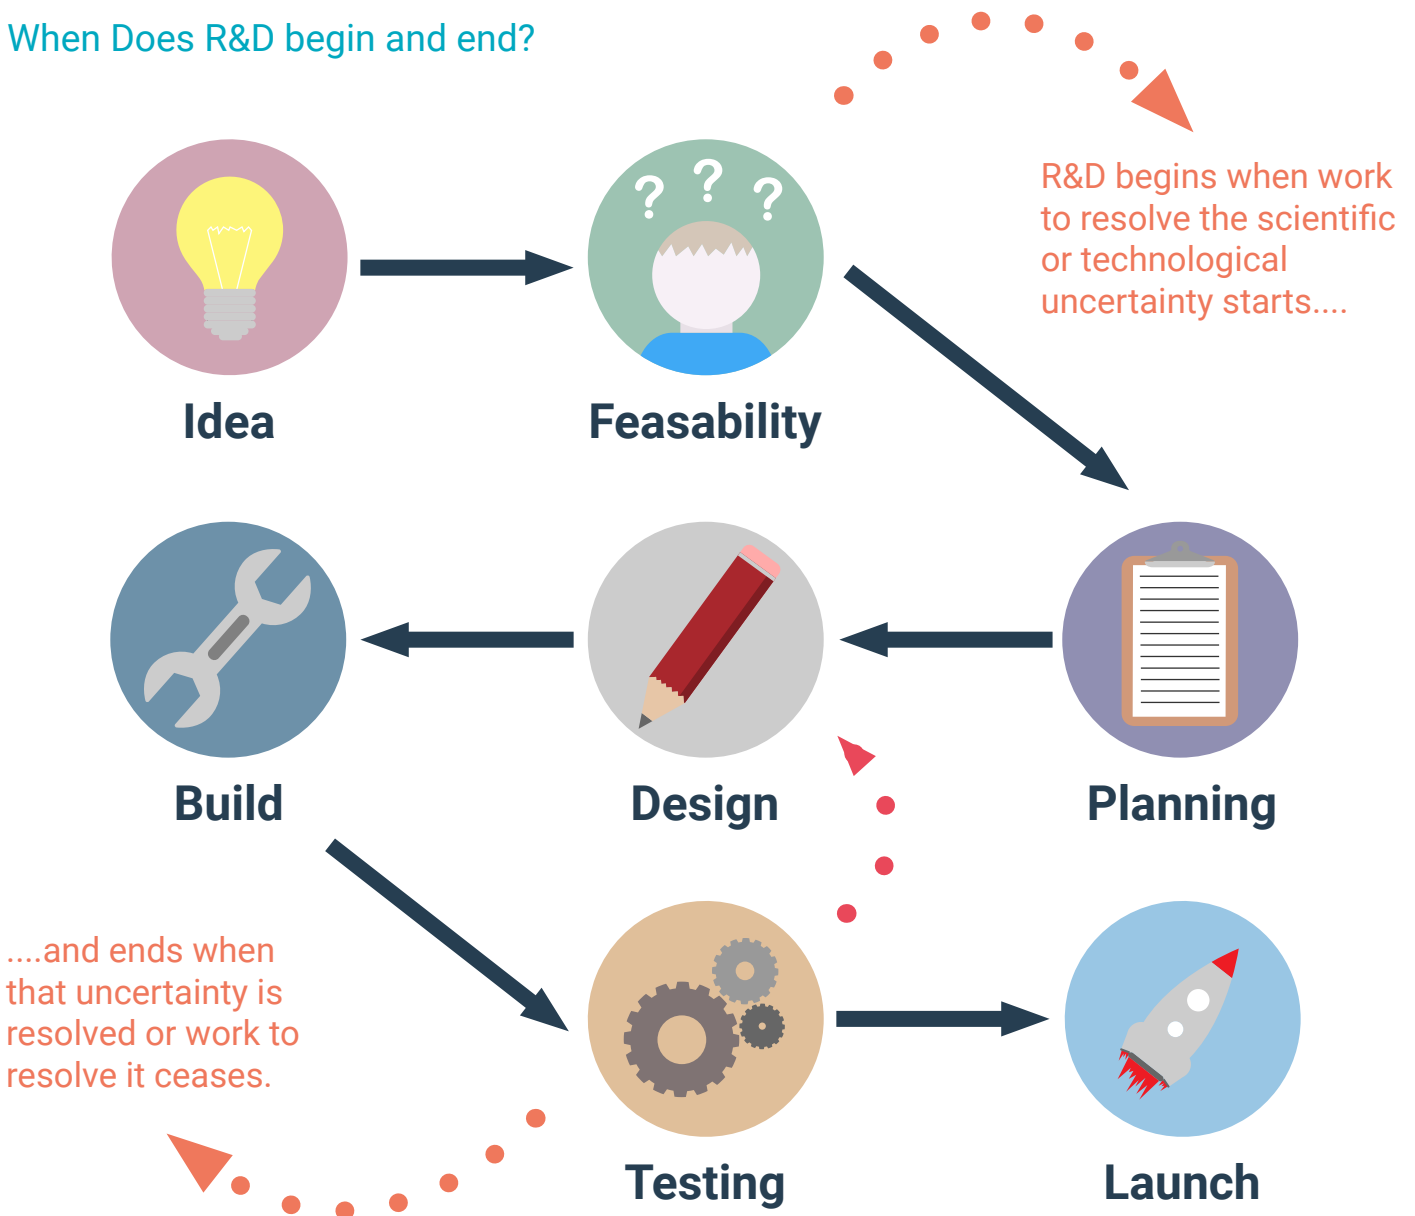 When Does R&D begin and end?
R&D begins when work
to resolve the scientific
or technological
uncertainty starts....
Idea
Feasability
Build
Design
Planning
....and ends when
that uncertainty is
resolved or work to
resolve it ceases.
Testing
Launch